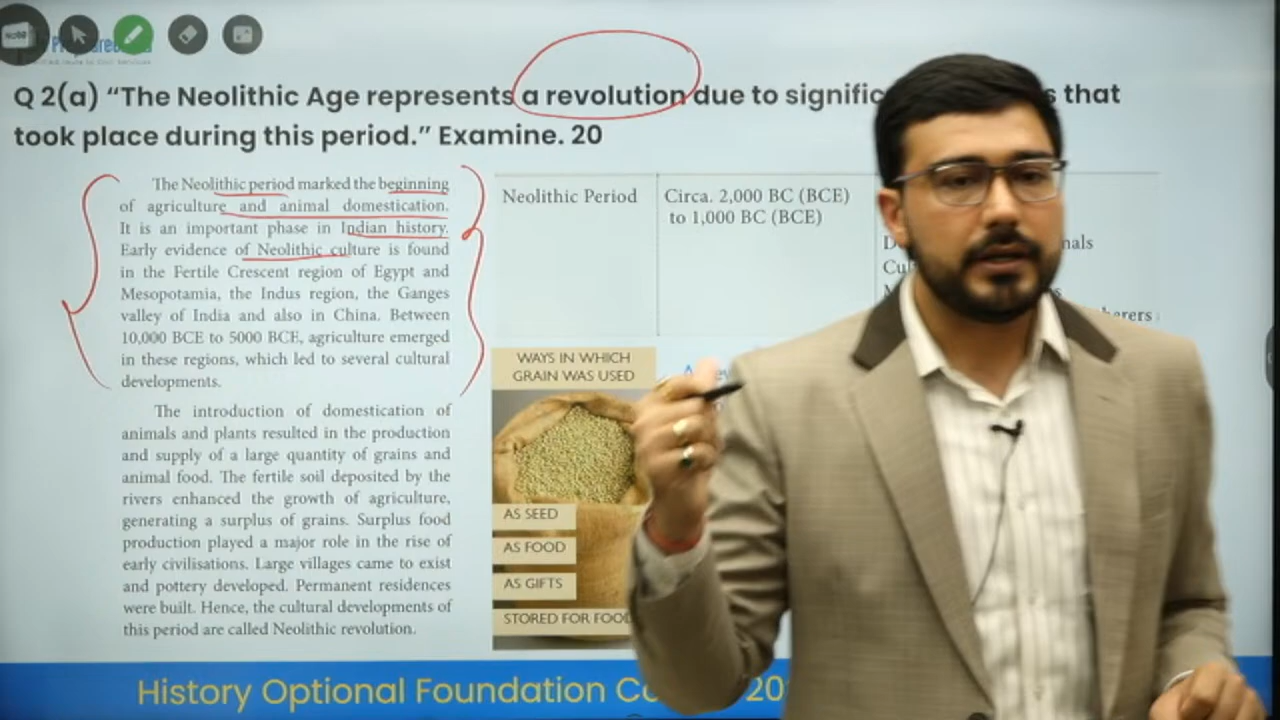 Note
Q 2(a) “The Neolithic Age represents a revolution due to that
took place during this period.” Examine. 20
The Neolithic period marked the beginning
of agriculture and animal domestication.
It is an important phase in Indian history.
Early evidence of Neolithic culture is found
in the Fertile Crescent region of Egypt and
Mesopotamia, the Indus region, the Ganges
valley of India and also in China. Between
10,000 BCE to 5000 BCE, agriculture emerged
in these regions, which led to several cultural
developments.
The introduction of domestication of
animals and plants resulted in the production
and supply of a large quantity of grains and
animal food. The fertile soil deposited by the
rivers enhanced the growth of agriculture,
generating a surplus of grains. Surplus food
production played a major role in the rise of
early civilisations. Large villages came to exist
and pottery developed. Permanent residences
were built. Hence, the cultural developments of
this period are called Neolithic revolution.
Neolithic Period
Circa. 2,000 BC (BCE)
to 1,000 BC (BCE)
WAYS IN WHICH
GRAIN WAS USED
AS SEED
AS FOOD
AS GIFTS
STORED FOR FOOD
History Optional Foundation